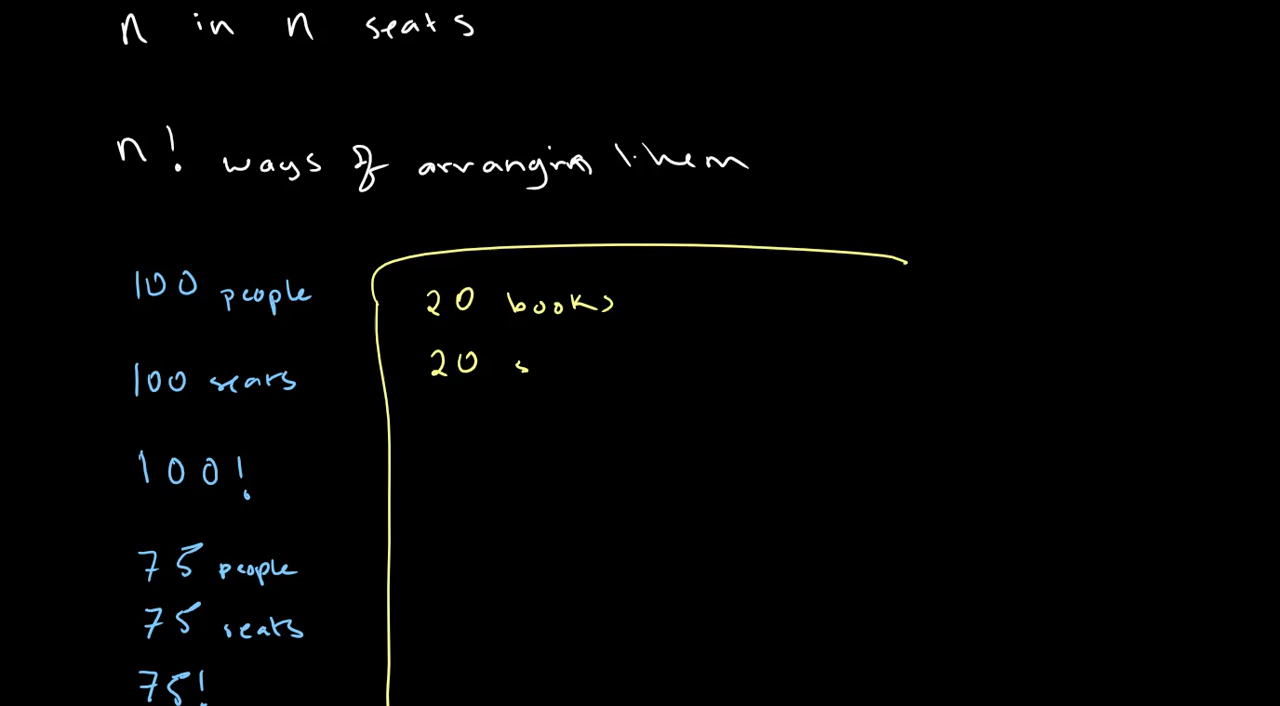 n in n seats
n! ways of arranging them
100 people
100 seats
100!
75 people
75 seats
75!
20 books
20 s